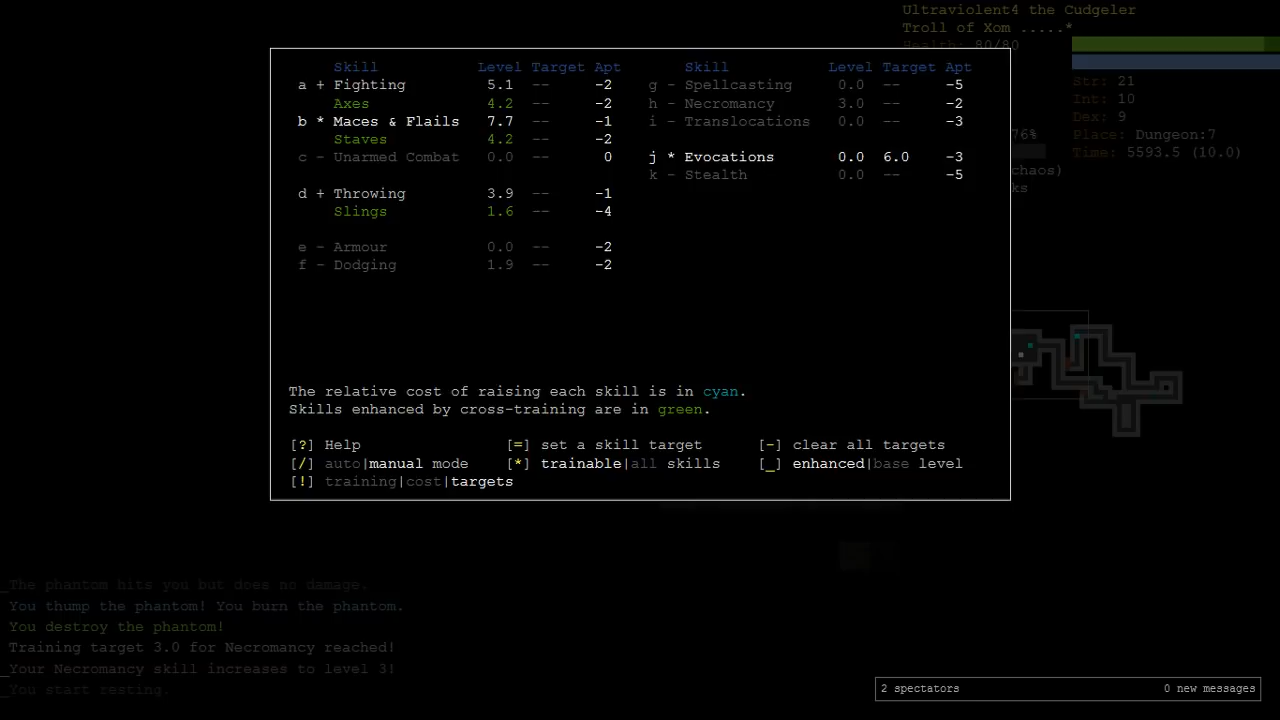 Ultraviolent4 the Cudgeler
Troll of Xom .....*
Health: 80/80
Skill Level Target Apt Skill Level Target Apt
a + Fighting 5.1 -- -2 g - Spellcasting 0.0 -- -5
Axes 4.2 -- -2 h - Necromancy 3.0 -- -2
b * Maces & Flails 7.7 -- -1 i - Translocations 0.0 -- -3
Staves 4.2 -- -2
c - Unarmed Combat 0.0 -- 0 j * Evocations 0.0 6.0 -3
k - Stealth 0.0 -- -5
d + Throwing 3.9 -- -1
Slings 1.6 -- -4
e - Armour 0.0 -- -2
f - Dodging 1.9 -- -2
Str: 21
Int: 10
Dex: 9
76% Place: Dungeon:7
Time: 5593.5 (10.0)
chaos)
ks
The relative cost of raising each skill is in cyan.
Skills enhanced by cross-training are in green.
[?] Help [=] set a skill target [-] clear all targets
[/] auto|manual mode [*] trainable|all skills [_] enhanced|base level
[!] training|cost|targets
_The phantom hits you but does no damage.
You thump the phantom! You burn the phantom.
You destroy the phantom!
Training target 3.0 for Necromancy reached!
_Your Necromancy skill increases to level 3!
_You start resting.
2 spectators 0 new messages